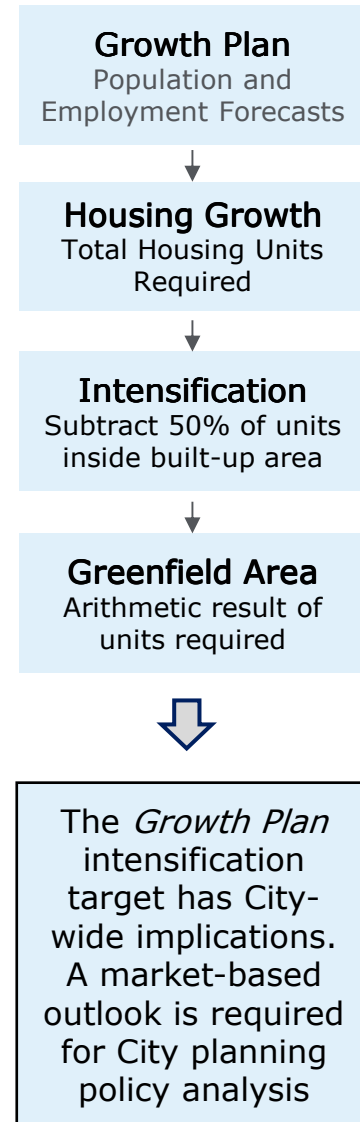 Growth Plan
Population and
Employment Forecasts
Housing Growth
Total Housing Units
Required
Intensification
Subtract 50% of units
inside built-up area
Greenfield Area
Arithmetic result of
units required
The Growth Plan
intensification
target has City-
wide implications.
A market-based
outlook is required
for City planning
policy analysis